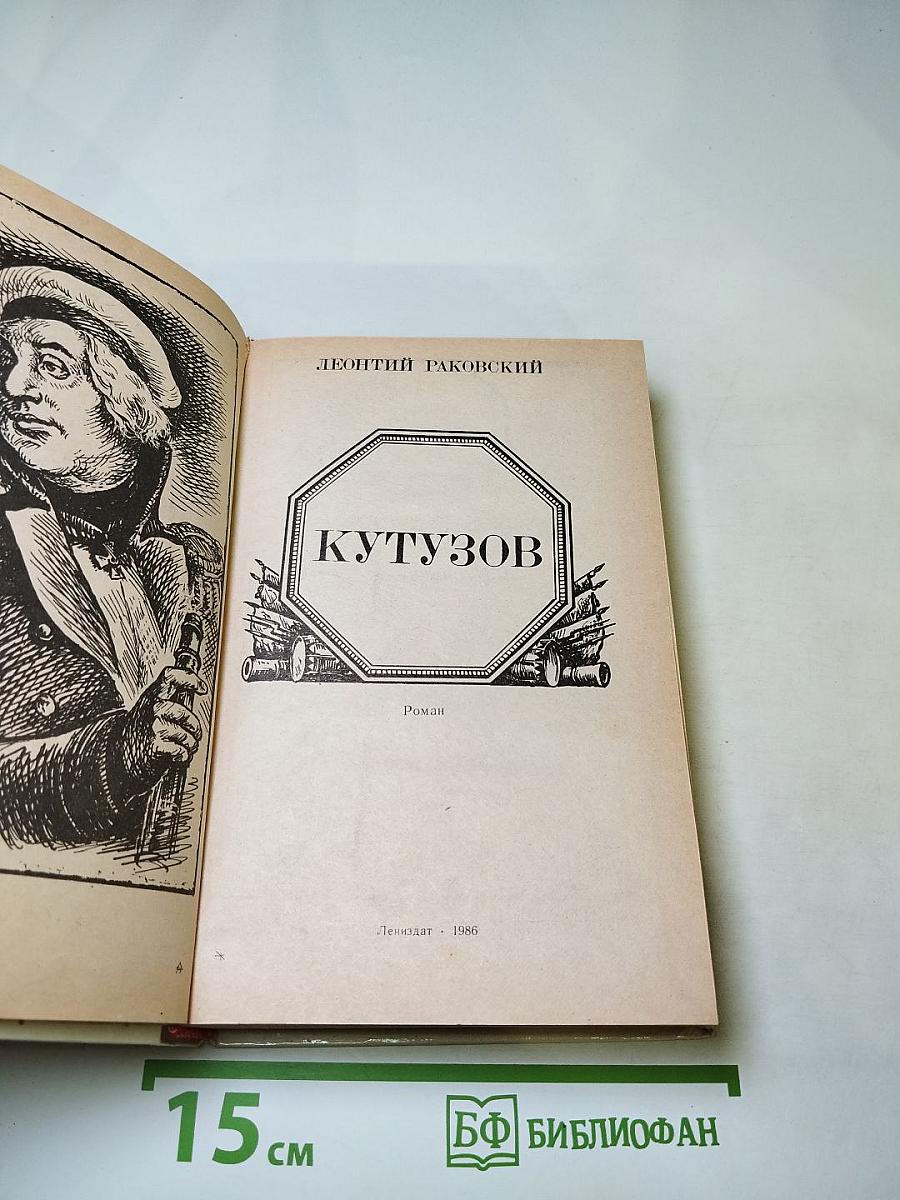 ЛЕОНТИЙ РАКОВСКИЙ
КУТУЗОВ
Роман
Лениздат · 1986
15 см
БФ БИБЛИОФАН